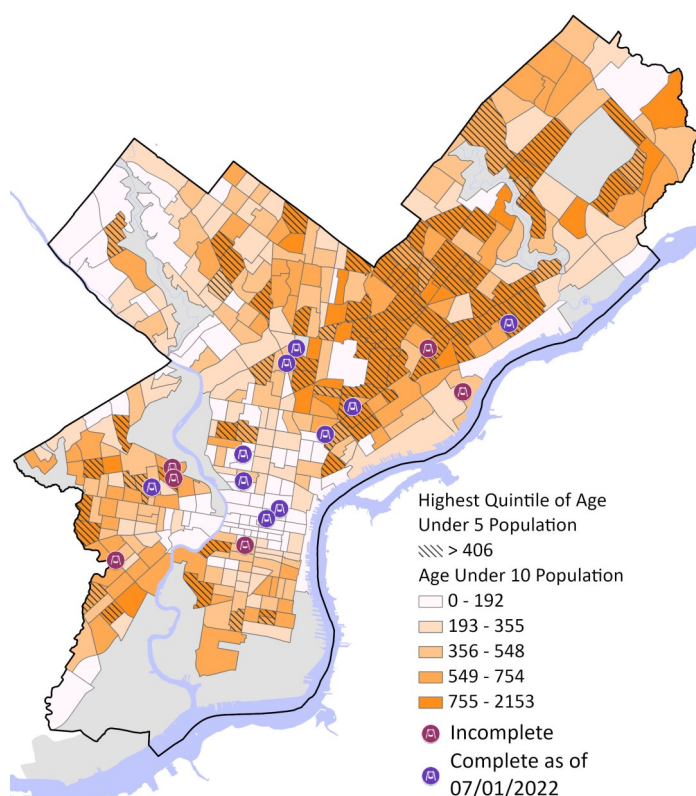 Highest Quintile of Age
Under 5 Population
> 406
Age Under 10 Population
0 - 192
193 - 355
356 - 548
549 - 754
755 - 2153
Incomplete
Complete as of
07/01/2022